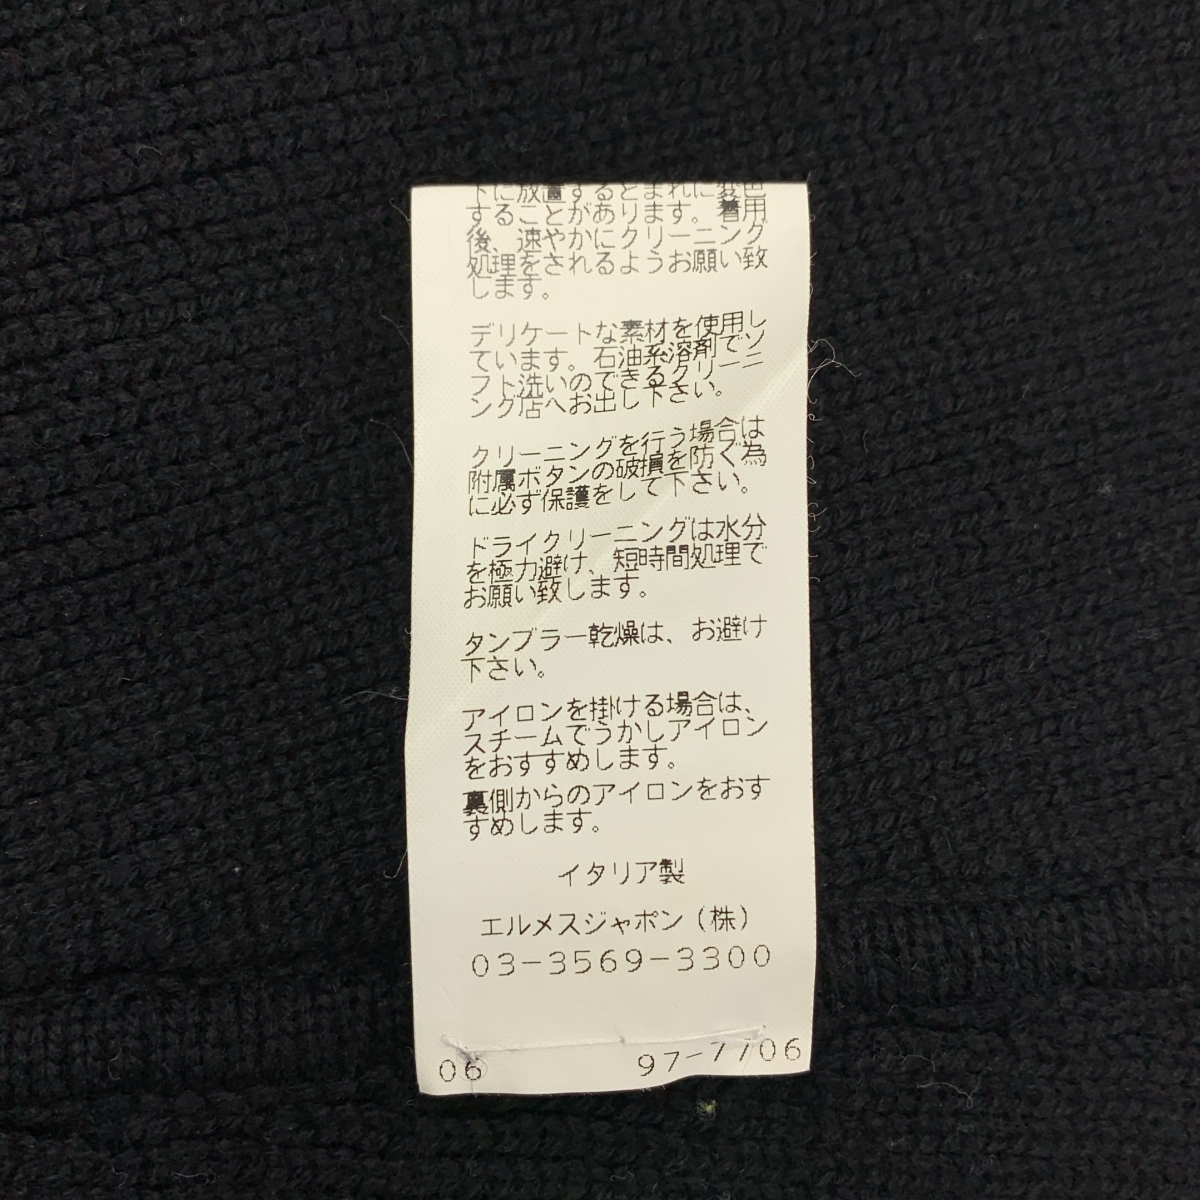 下に放置するとまれに変色
することがあります。着用
後、速やかにクリーニング
処理をされるようお願い致
します。
デリケートな素材を使用し
ています。石油系溶剤でソ
フト洗いのできるクリーニ
ング店へお出し下さい。
クリーニングを行う場合は
附属ボタンの破損を防ぐ為
に必ず保護をして下さい。
ドライクリーニングは水分
を極力避け、短時間処理で
お願い致します。
タンブラー乾燥は、お避け
下さい。
アイロンを掛ける場合は、
スチームでうかしアイロン
をおすすめします。
裏側からのアイロンをおす
すめします。
イタリア製
エルメスジャポン(株)
03-3569-3300
06 97-7706